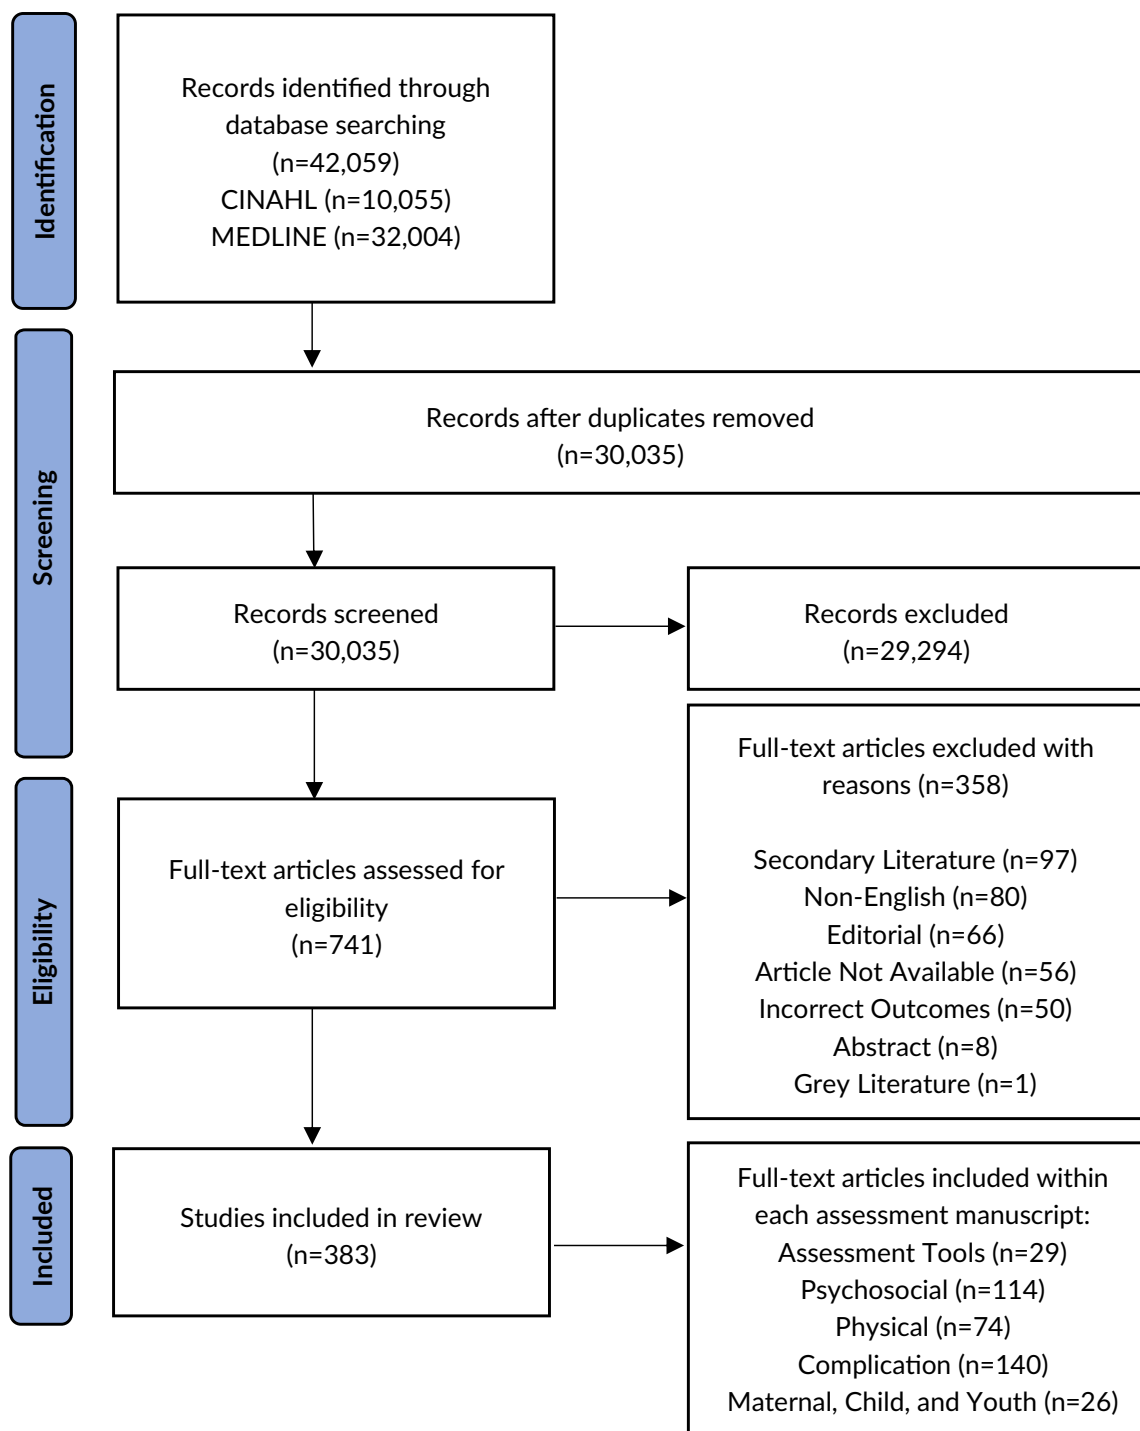 Identification
Records identified through
database searching
(n=42,059)
CINAHL (n=10,055)
MEDLINE (n=32,004)
Screening
Records after duplicates removed
(n=30,035)
Records screened
(n=30,035)
Records excluded
(n=29,294)
Eligibility
Full-text articles assessed for
eligibility
(n=741)
Full-text articles excluded with
reasons (n=358)
Secondary Literature (n=97)
Non-English (n=80)
Editorial (n=66)
Article Not Available (n=56)
Incorrect Outcomes (n=50)
Abstract (n=8)
Grey Literature (n=1)
Included
Studies included in review
(n=383)
Full-text articles included within
each assessment manuscript:
Assessment Tools (n=29)
Psychosocial (n=114)
Physical (n=74)
Complication (n=140)
Maternal, Child, and Youth (n=26)